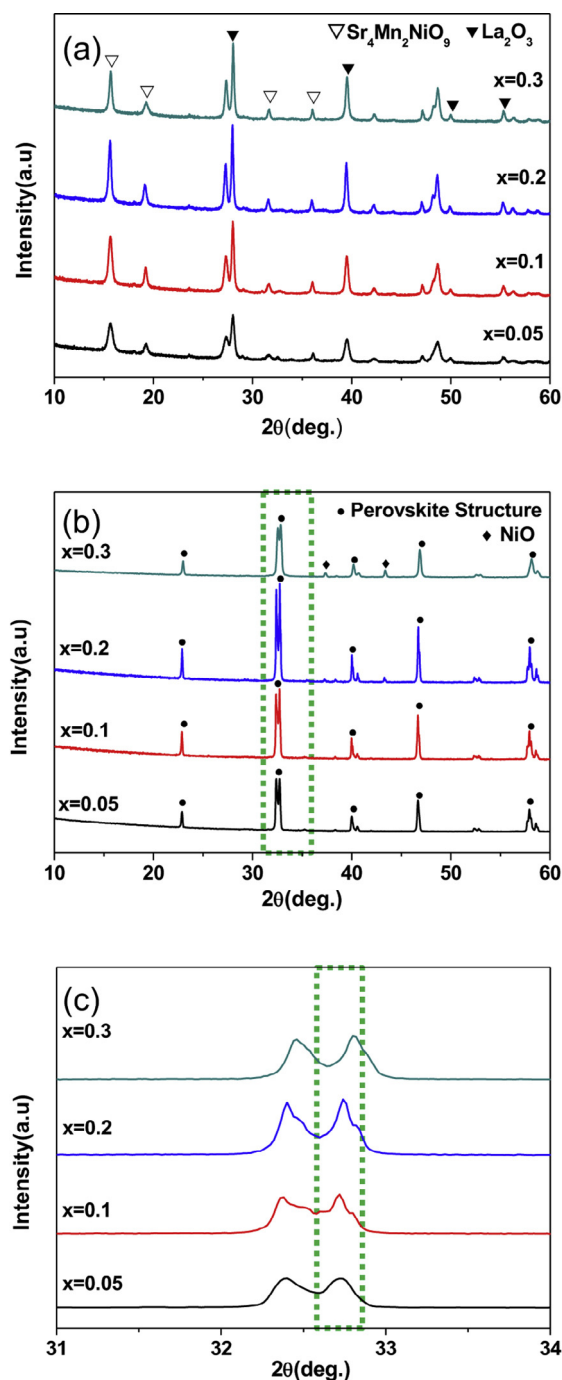 (a)
▽Sr₄Mn₂NiO₉ ▼La₂O₃
x=0.3
x=0.2
x=0.1
x=0.05
Intensity(a.u)
10 20 30 40 50 60
2θ(deg.)
(b)
● Perovskite Structure
♦ NiO
x=0.3
x=0.2
x=0.1
x=0.05
Intensity(a.u)
10 20 30 40 50 60
2θ(deg.)
(c)
x=0.3
x=0.2
x=0.1
x=0.05
Intensity(a.u)
31 32 33 34
2θ(deg.)